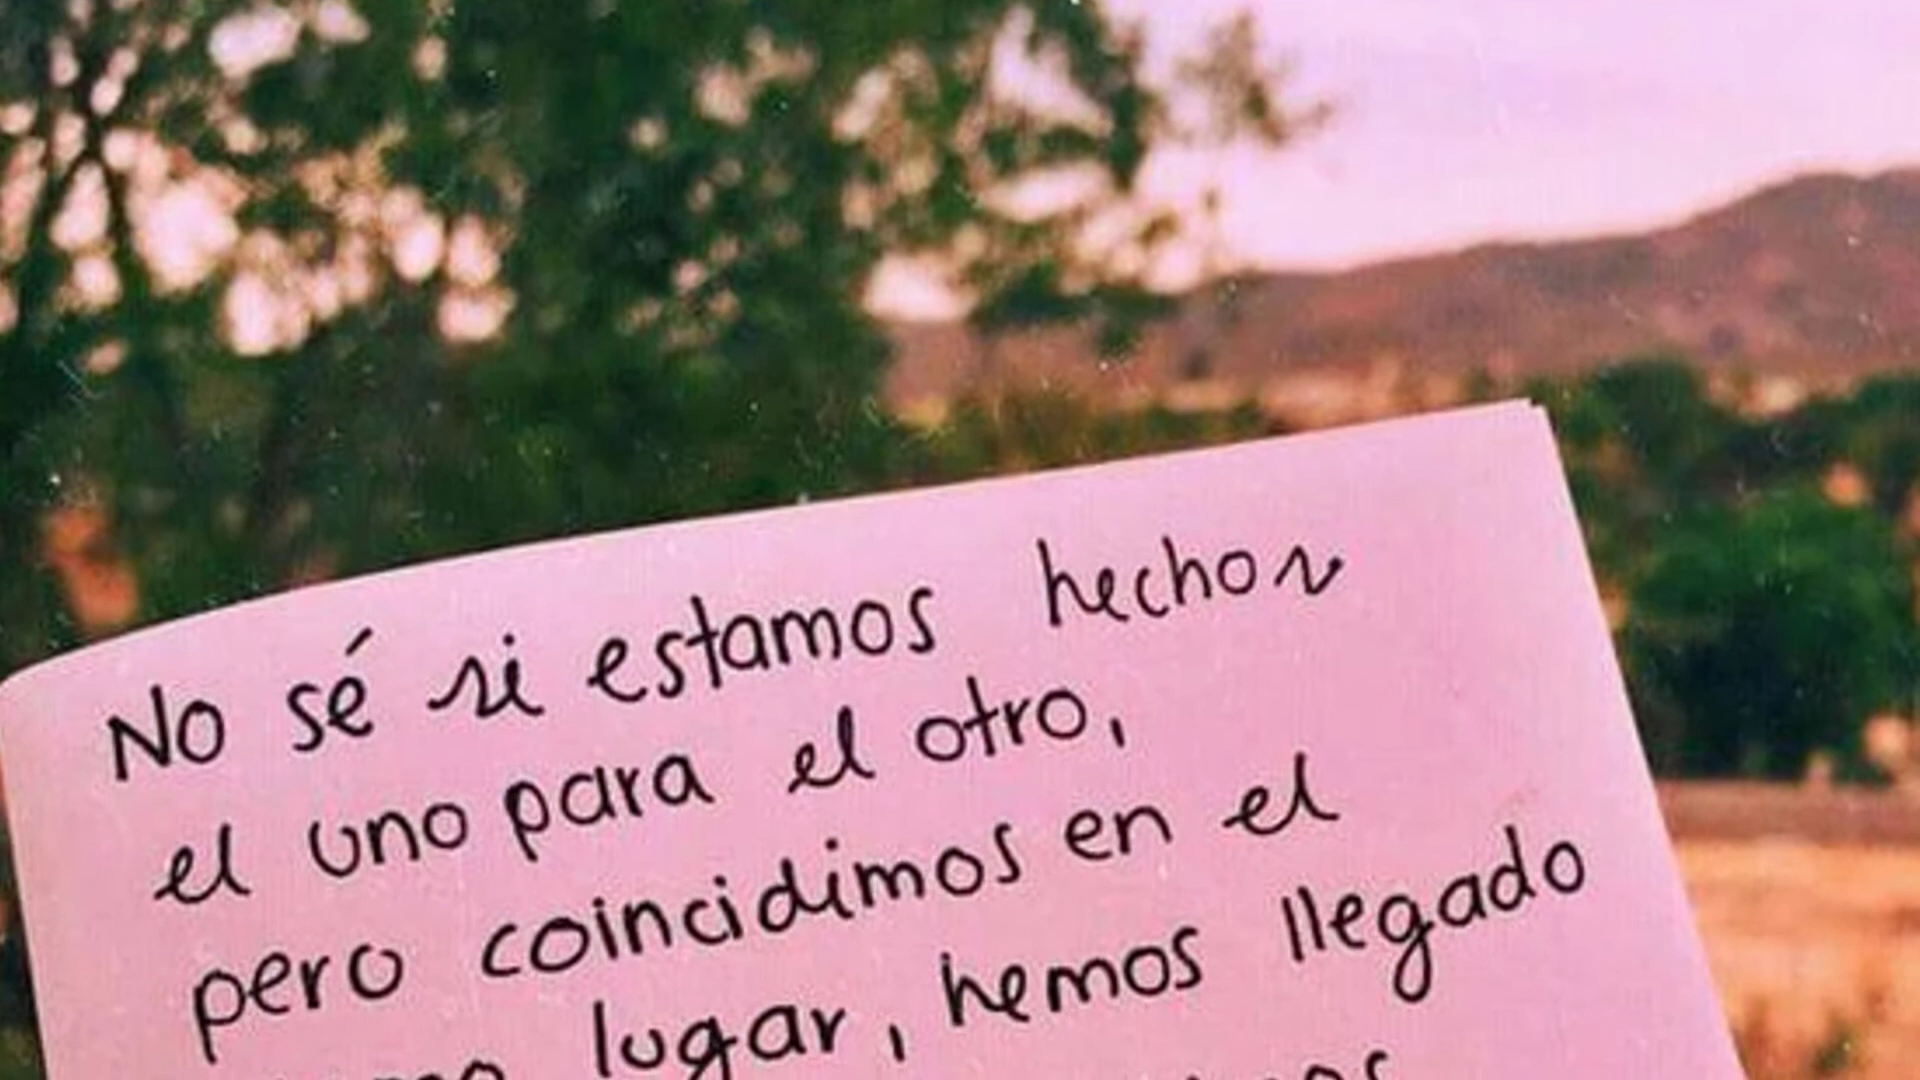 No sé si estamos hechos
el uno para el otro,
pero coincidimos en el
lugar, hemos llegado